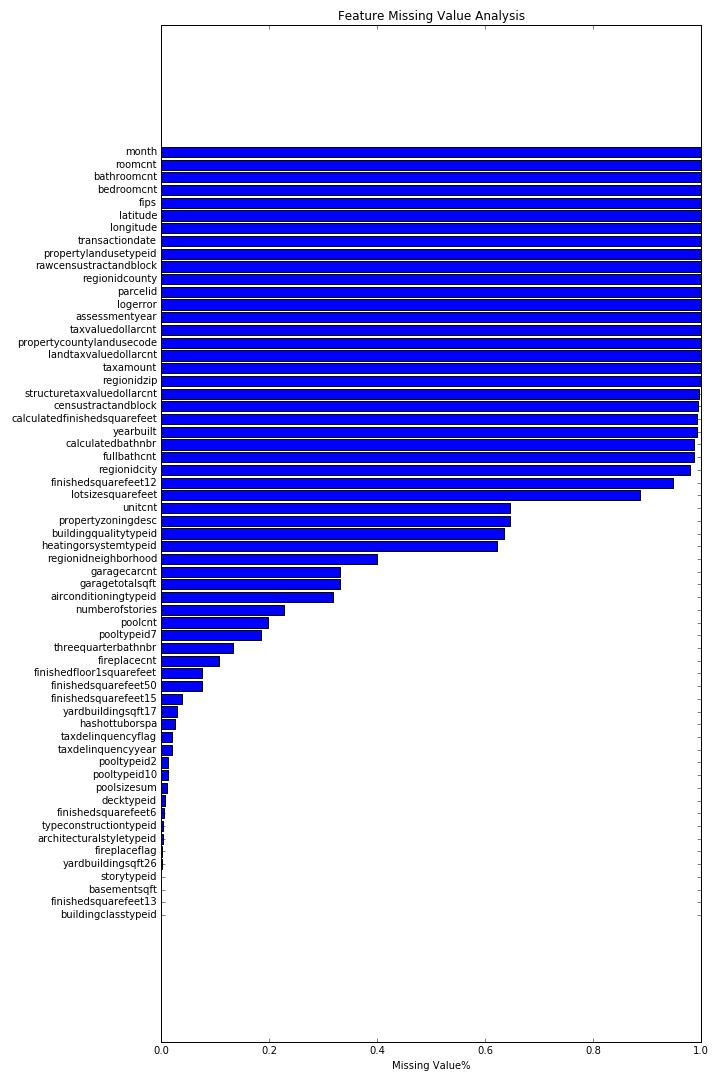 Feature Missing Value Analysis
month
roomcnt
bathroomcnt
bedroomcnt
fips
latitude
longitude
transactiondate
propertylandusetypeid
rawcensustractandblock
regionidcounty
parcelid
logerror
assessmentyear
taxvaluedollarcnt
propertycountylandusecode
landtaxvaluedollarcnt
taxamount
regionidzip
structuretaxvaluedollarcnt
censustractandblock
calculatedfinishedsquarefeet
yearbuilt
calculatedbathnbr
fullbathcnt
regionidcity
finishedsquarefeet12
lotsizesquarefeet
unitcnt
propertyzoningdesc
buildingqualitytypeid
heatingorsystemtypeid
regionidneighborhood
garagecarcnt
garagetotalsqft
airconditioningtypeid
numberofstories
poolcnt
pooltypeid7
threequarterbathnbr
fireplacecnt
finishedfloor1squarefeet
finishedsquarefeet50
finishedsquarefeet15
yardbuildingsqft17
hashottuborspa
taxdelinquencyflag
taxdelinquencyyear
pooltypeid2
pooltypeid10
poolsizesum
decktypeid
finishedsquarefeet6
typeconstructiontypeid
architecturalstyletypeid
fireplaceflag
yardbuildingsqft26
storytypeid
basementsqft
finishedsquarefeet13
buildingclasstypeid
0.0 0.2 0.4 0.6 0.8 1.0
Missing Value%